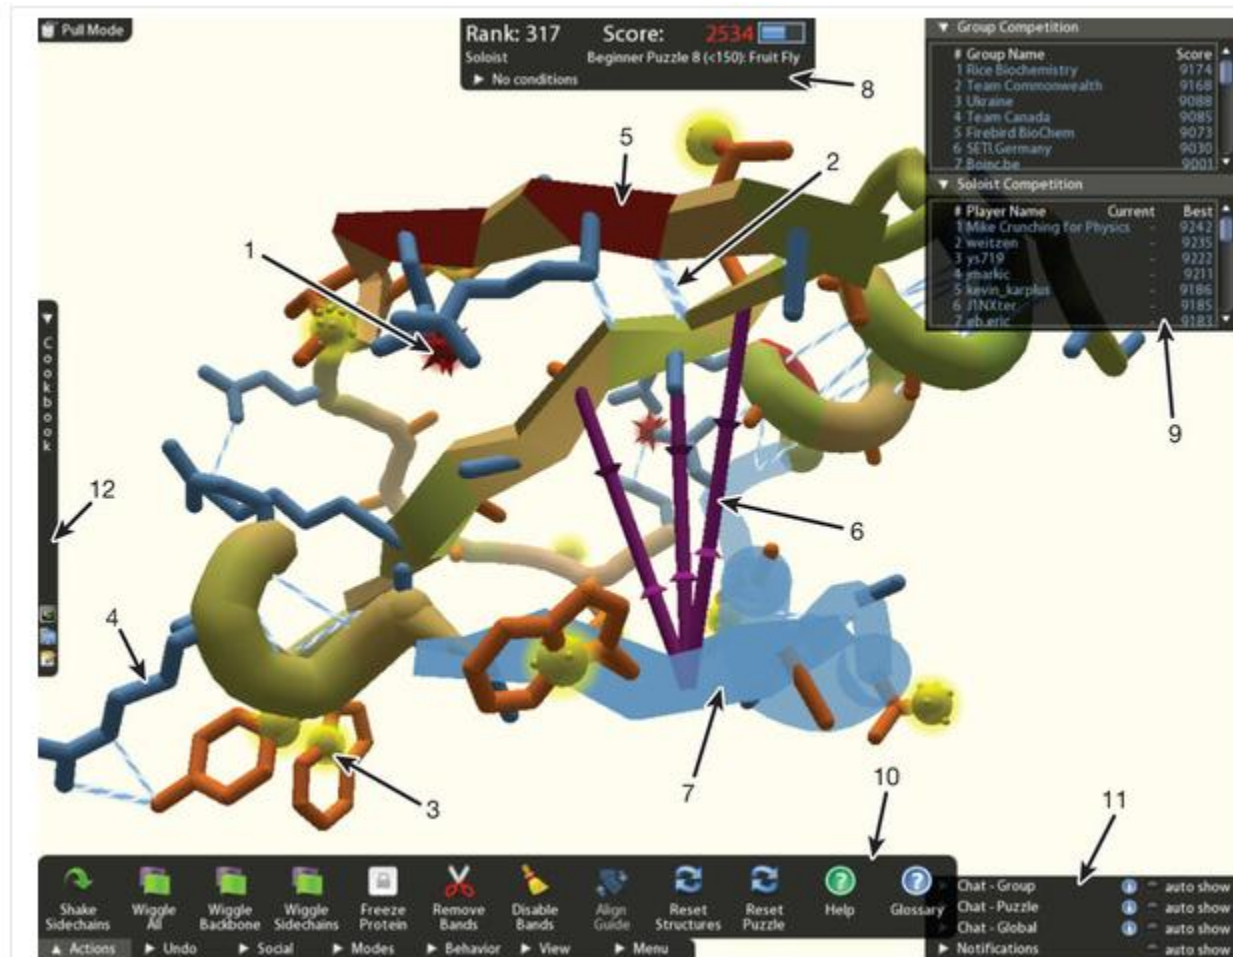 Pull Mode
Rank: 317 Score: 2534
Soloist Beginner Puzzle 8 (<150): Fruit Fly
No conditions
8
Group Competition
# Group Name Score
1 Rice Biochemistry 9174
2 Team Commonwealth 9168
3 Ukraine 9088
4 Team Canada 9085
5 Firebird BioChem 9073
6 SETI.Germany 9030
7 Boinc.be 9001
Soloist Competition
# Player Name Current Best
1 Mike Crunching for Physics - 9242
2 weitzen - 9235
3 ys719 - 9222
4 jmarkic - 9211
5 kevin_karplus - 9186
6 J1NXter - 9185
7 gb.eric - 9183
5
2
1
9
Cookbook
12
6
4
3
7
10
11
Shake Sidechains
Wiggle All
Wiggle Backbone
Wiggle Sidechains
Freeze Protein
Remove Bands
Disable Bands
Align Guide
Reset Structures
Reset Puzzle
Help
Glossary
Actions Undo Social Modes Behavior View Menu
Chat - Group auto show
Chat - Puzzle auto show
Chat - Global auto show
Notifications auto show